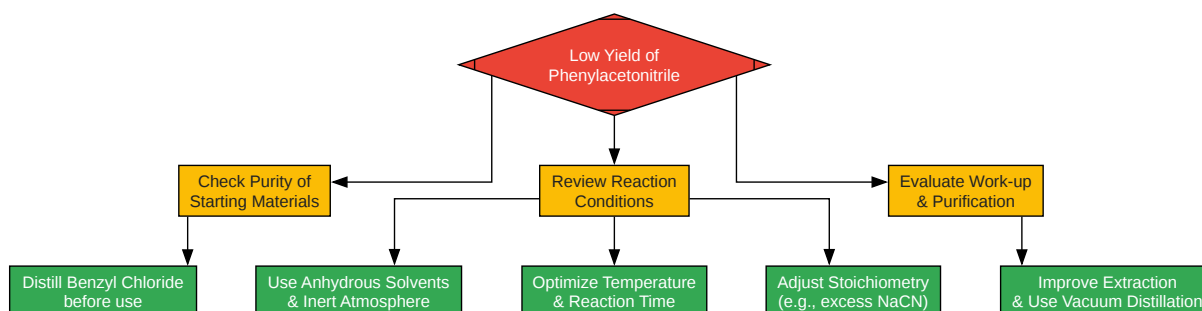 Low Yield of
Phenylacetonitrile
Check Purity of
Starting Materials
Review Reaction
Conditions
Evaluate Work-up
& Purification
Distill Benzyl Chloride
before use
Use Anhydrous Solvents
& Inert Atmosphere
Optimize Temperature
& Reaction Time
Adjust Stoichiometry
(e.g., excess NaCN)
Improve Extraction
& Use Vacuum Distillation